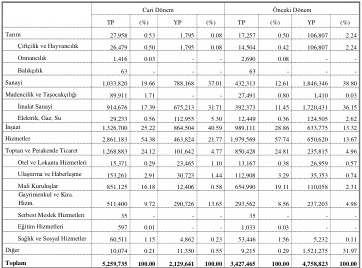 Cari Dönem Önceki Dönem
TP (%) YP (%) TP (%) YP (%)
Tarım 27,958 0.53 1,795 0.08 17,257 0.50 106,807 2.24
Çiftçilik ve Hayvancılık 26,479 0.50 1,795 0.08 14,504 0.42 106,807 2.24
Ormancılık 1,416 0.03 - - 2,690 0.08 - -
Balıkçılık 63 - - - 63 - - -
Sanayi 1,033,820 19.66 788,168 37.01 432,313 12.61 1,846,346 38.80
Madencilik ve Taşocakçılığı 89,911 1.71 - - 27,491 0.80 1,410 0.03
İmalat Sanayi 914,676 17.39 675,213 31.71 392,373 11.45 1,720,431 36.15
Elektrik, Gaz, Su 29,233 0.56 112,955 5.30 12,449 0.36 124,505 2.62
İnşaat 1,326,700 25.22 864,504 40.59 989,111 28.86 633,775 13.32
Hizmetler 2,861,183 54.38 463,824 21.77 1,979,569 57.74 650,620 13.67
Toptan ve Perakende Ticaret 1,268,883 24.12 101,642 4.77 850,428 24.81 235,815 4.96
Otel ve Lokanta Hizmetleri 15,371 0.29 23,465 1.10 13,167 0.38 26,959 0.57
Ulaştırma ve Haberleşme 153,261 2.91 30,723 1.44 112,908 3.29 35,353 0.74
Mali Kuruluşlar 851,125 16.18 12,406 0.58 654,990 19.11 110,058 2.31
Gayrimenkul ve Kira.
Hizm. 511,400 9.72 290,726 13.65 293,562 8.56 237,203 4.98
Serbest Meslek Hizmetleri 35 - - - 35 - - -
Eğitim Hizmetleri 597 0.01 - - 1,033 0.03 - -
Sağlık ve Sosyal Hizmetler 60,511 1.15 4,862 0.23 53,446 1.56 5,232 0.11
Diğer 10,074 0.21 11,350 0.55 9,215 0.29 1,521,275 31.97
Toplam 5,259,735 100.00 2,129,641 100.00 3,427,465 100.00 4,758,823 100.00